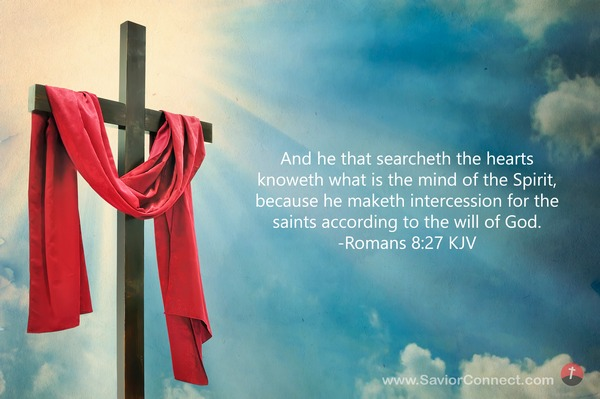 And he that searcheth the hearts
knoweth what is the mind of the Spirit,
because he maketh intercession for the
saints according to the will of God.
-Romans 8:27 KJV
www.SaviorConnect.com